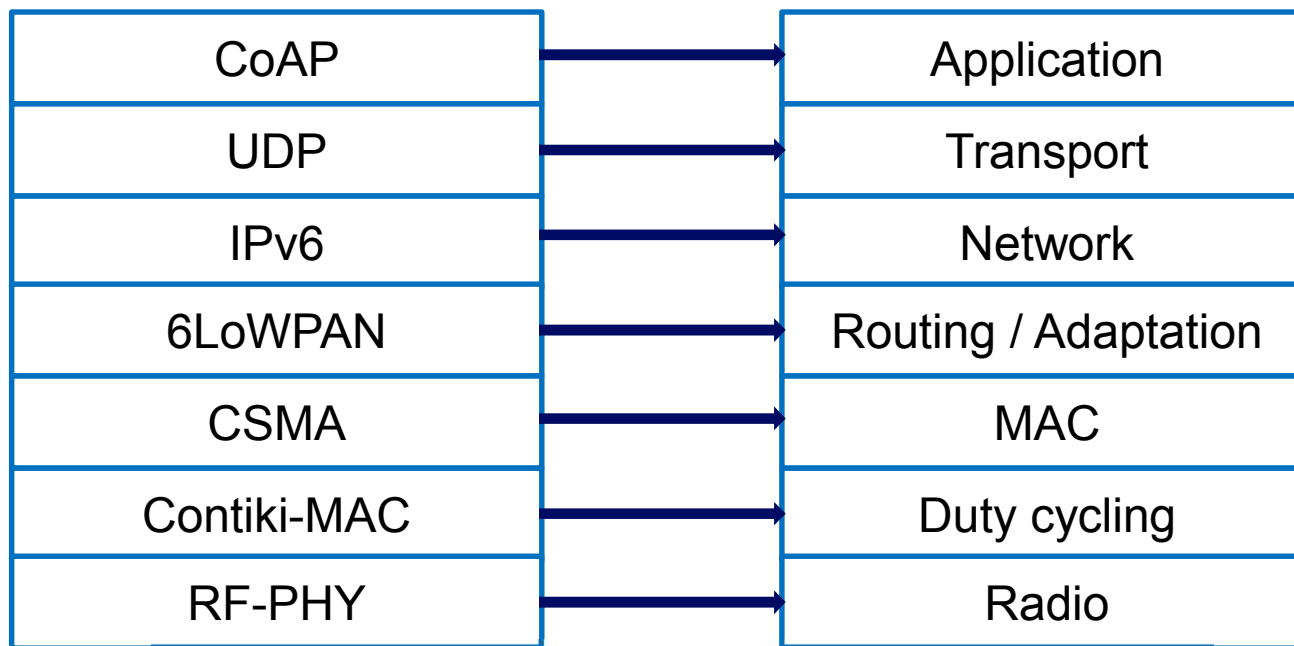 CoAP
Application
UDP
Transport
IPv6
Network
6LoWPAN
Routing / Adaptation
CSMA
MAC
Contiki-MAC
Duty cycling
RF-PHY
Radio